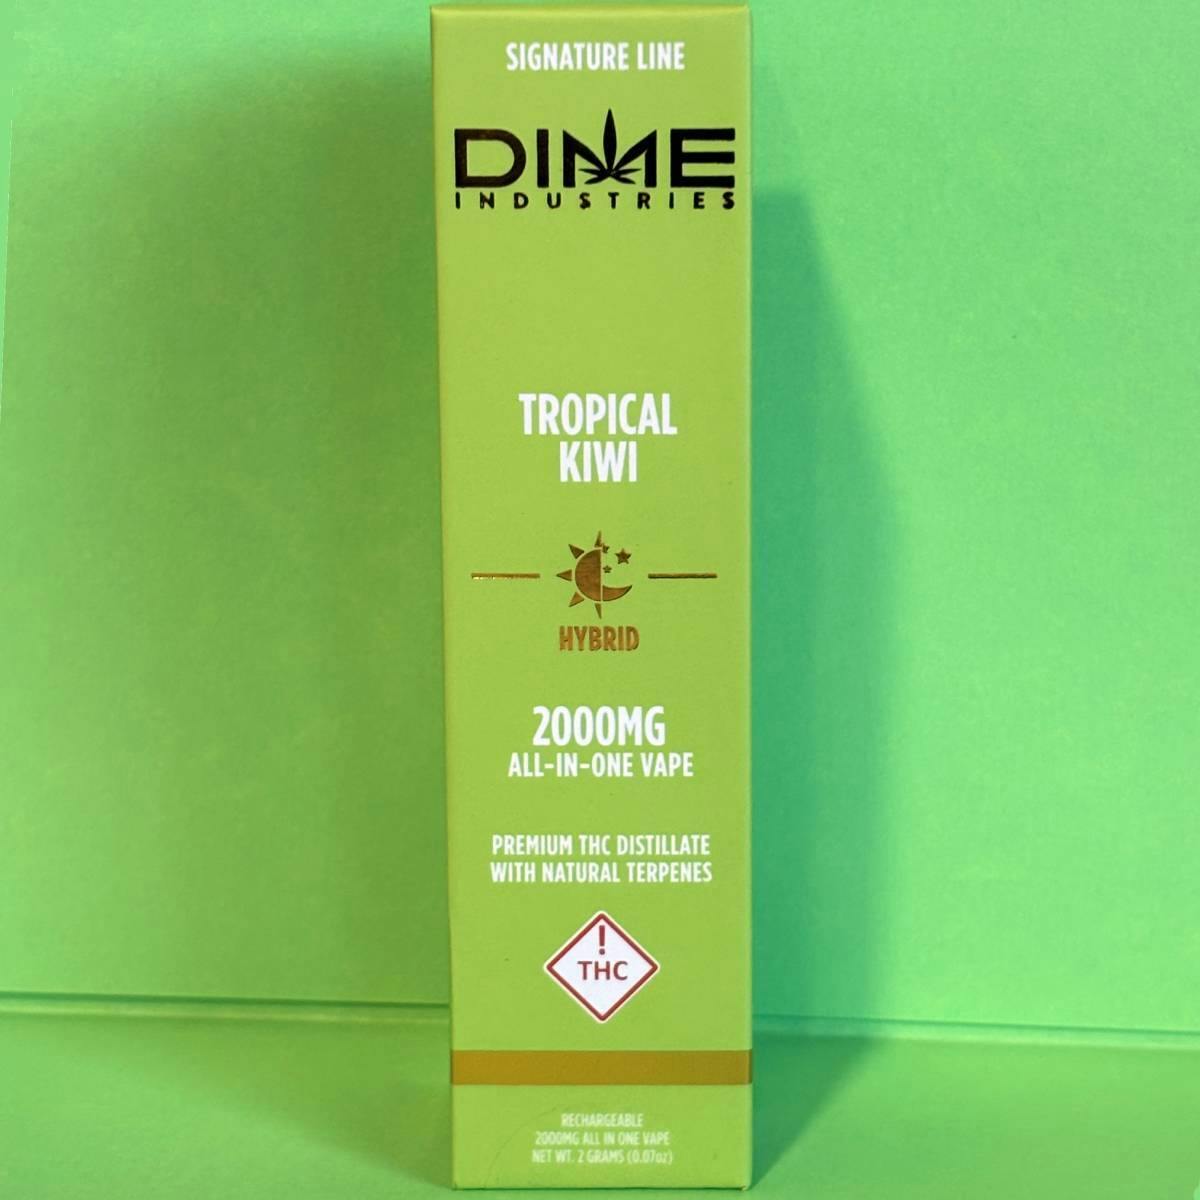 SIGNATURE LINE
DIME
INDUSTRIES
TROPICAL
KIWI
HYBRID
2000MG
ALL-IN-ONE VAPE
PREMIUM THC DISTILLATE
WITH NATURAL TERPENES
!
THC
RECHARGEABLE
2000MG ALL IN ONE VAPE
NET WT. 2 GRAMS (0.07oz)